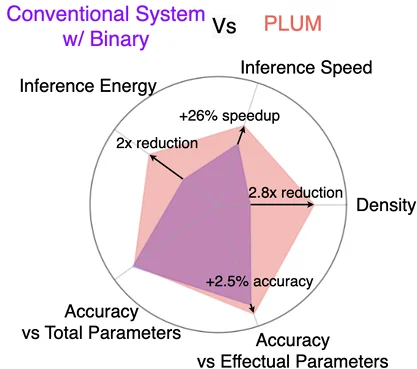 Conventional System
w/ Binary
Vs
PLUM
Inference Speed
Inference Energy
+26% speedup
2x reduction
2.8x reduction
Density
+2.5% accuracy
Accuracy
vs Total Parameters
Accuracy
vs Effectual Parameters